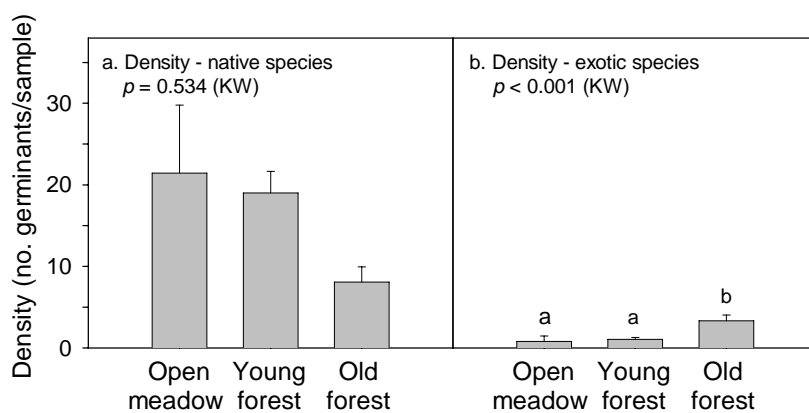 Density (no. germinants/sample)
30
20
10
0
a. Density - native species
p = 0.534 (KW)
b. Density - exotic species
p < 0.001 (KW)
a
a
b
Open
meadow
Young
forest
Old
forest
Open
meadow
Young
forest
Old
forest